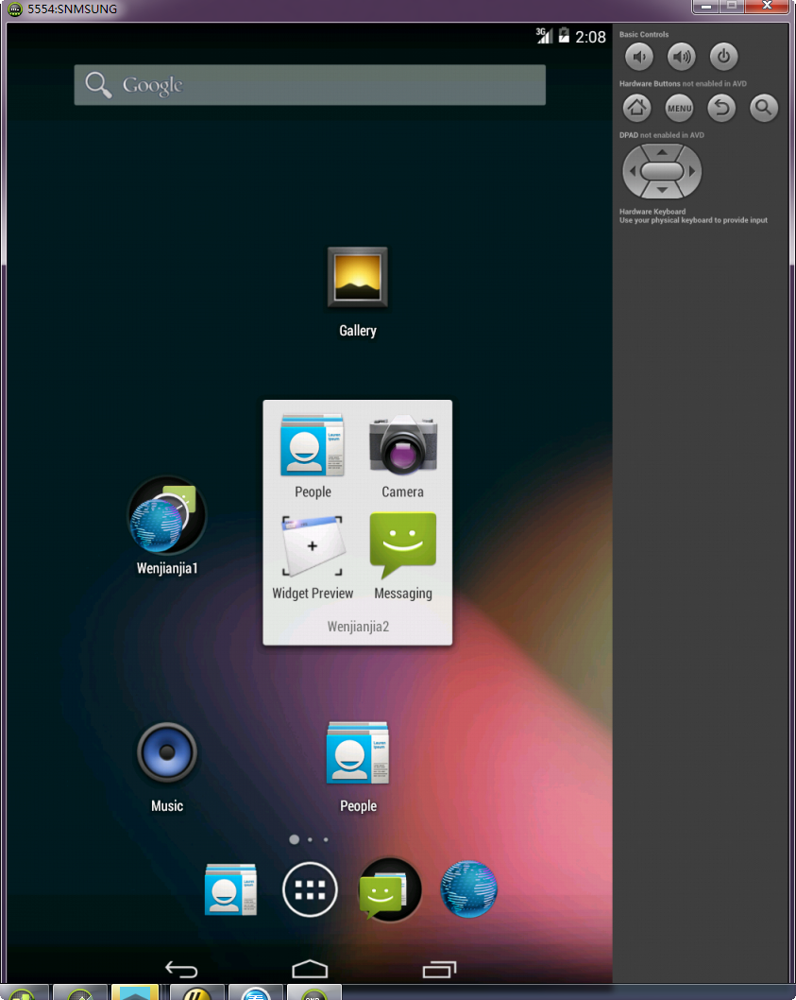 5554:SNMSUNG
3G
2:08
Google
Gallery
People
Camera
Wenjianjia1
Widget Preview
Messaging
Wenjianjia2
Music
People
Basic Controls
Hardware Buttons not enabled in AVD
MENU
DPAD not enabled in AVD
Hardware Keyboard
Use your physical keyboard to provide input